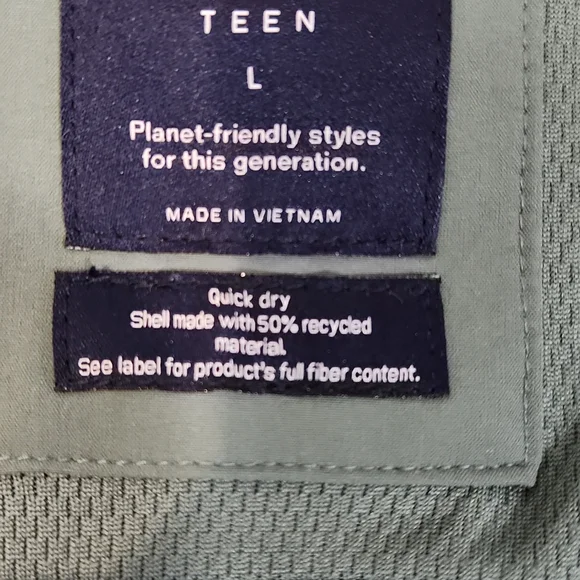 TEEN
L
Planet-friendly styles
for this generation.
MADE IN VIETNAM
Quick dry
Shell made with 50% recycled
material.
See label for product's full fiber content.